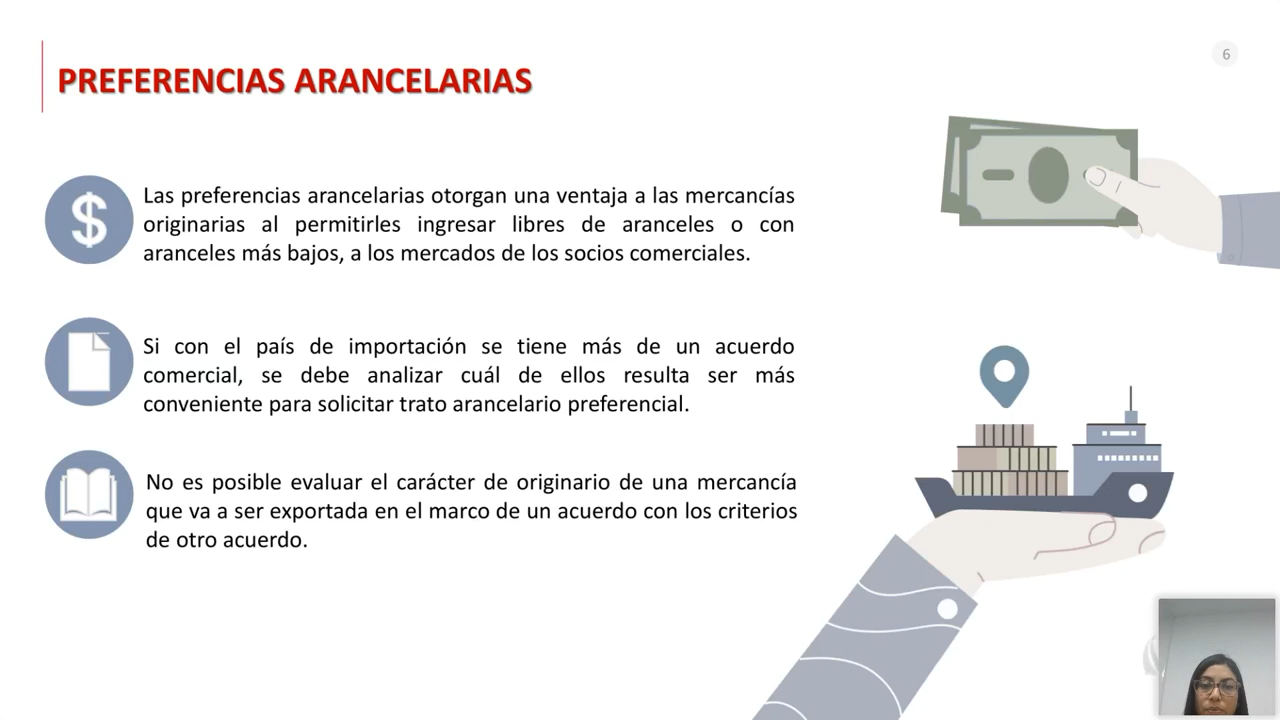 6
PREFERENCIAS ARANCELARIAS
Las preferencias arancelarias otorgan una ventaja a las mercancías
originarias al permitirles ingresar libres de aranceles o con
aranceles más bajos, a los mercados de los socios comerciales.
Si con el país de importación se tiene más de un acuerdo
comercial, se debe analizar cuál de ellos resulta ser más
conveniente para solicitar trato arancelario preferencial.
No es posible evaluar el carácter de originario de una mercancía
que va a ser exportada en el marco de un acuerdo con los criterios
de otro acuerdo.